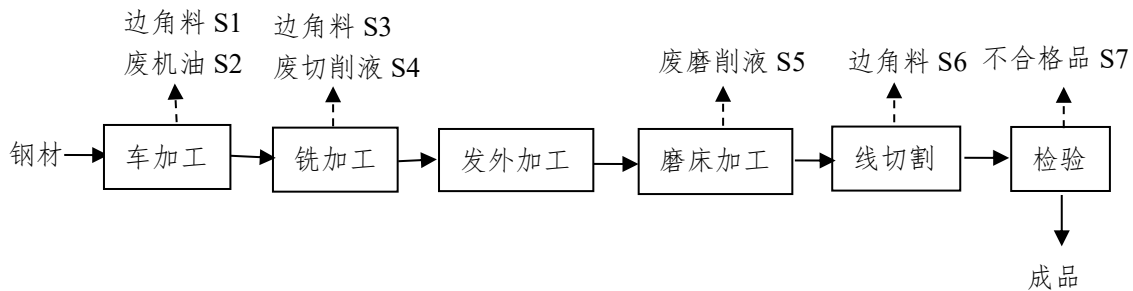 边角料 S1
废机油 S2
边角料 S3
废切削液 S4
废磨削液 S5
边角料 S6
不合格品 S7
钢材
车加工
铣加工
发外加工
磨床加工
线切割
检验
成品